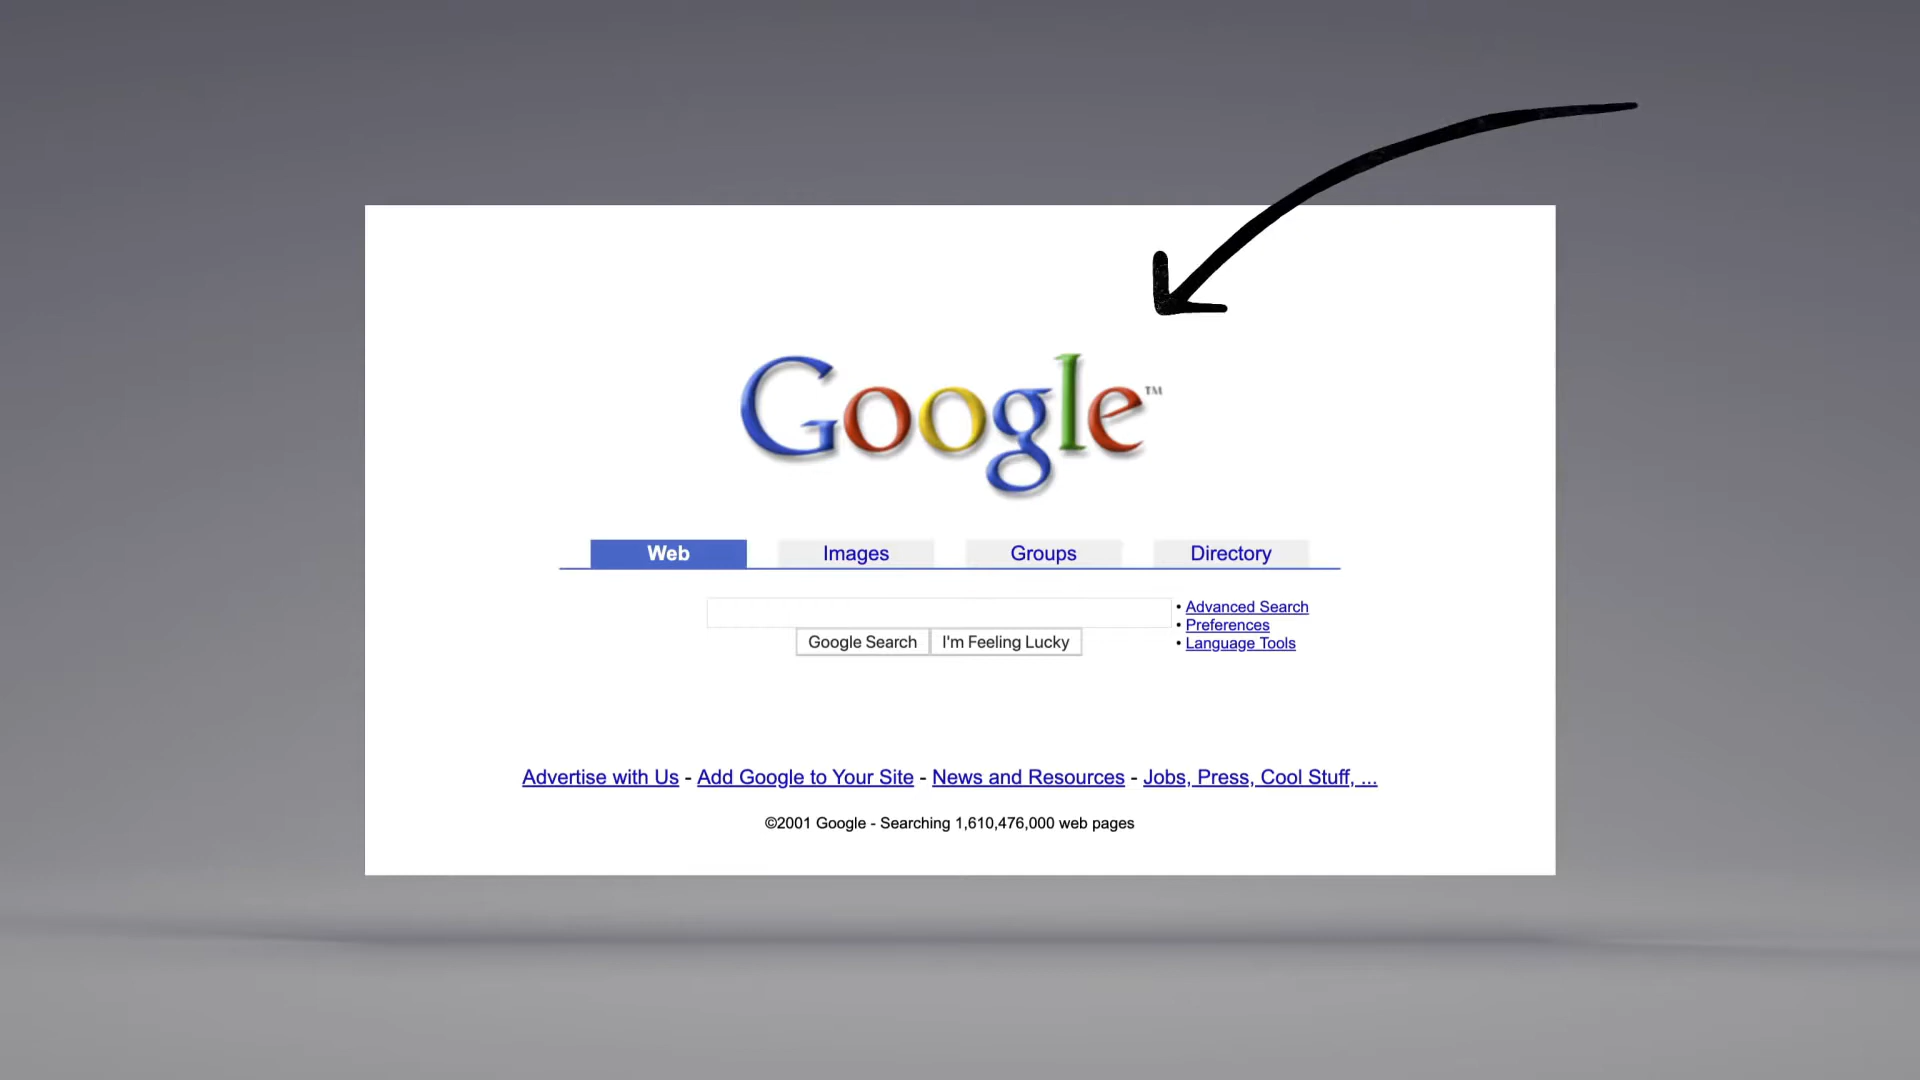 Google™
Web Images Groups Directory
• Advanced Search
• Preferences
• Language Tools
Google Search I'm Feeling Lucky
Advertise with Us - Add Google to Your Site - News and Resources - Jobs, Press, Cool Stuff, ...
©2001 Google - Searching 1,610,476,000 web pages